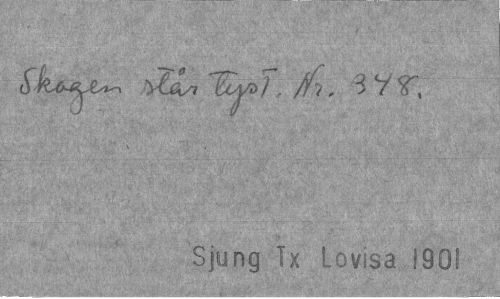 Skogen står tyst. Nr. 348.
Sjung Tx Lovisa 1901